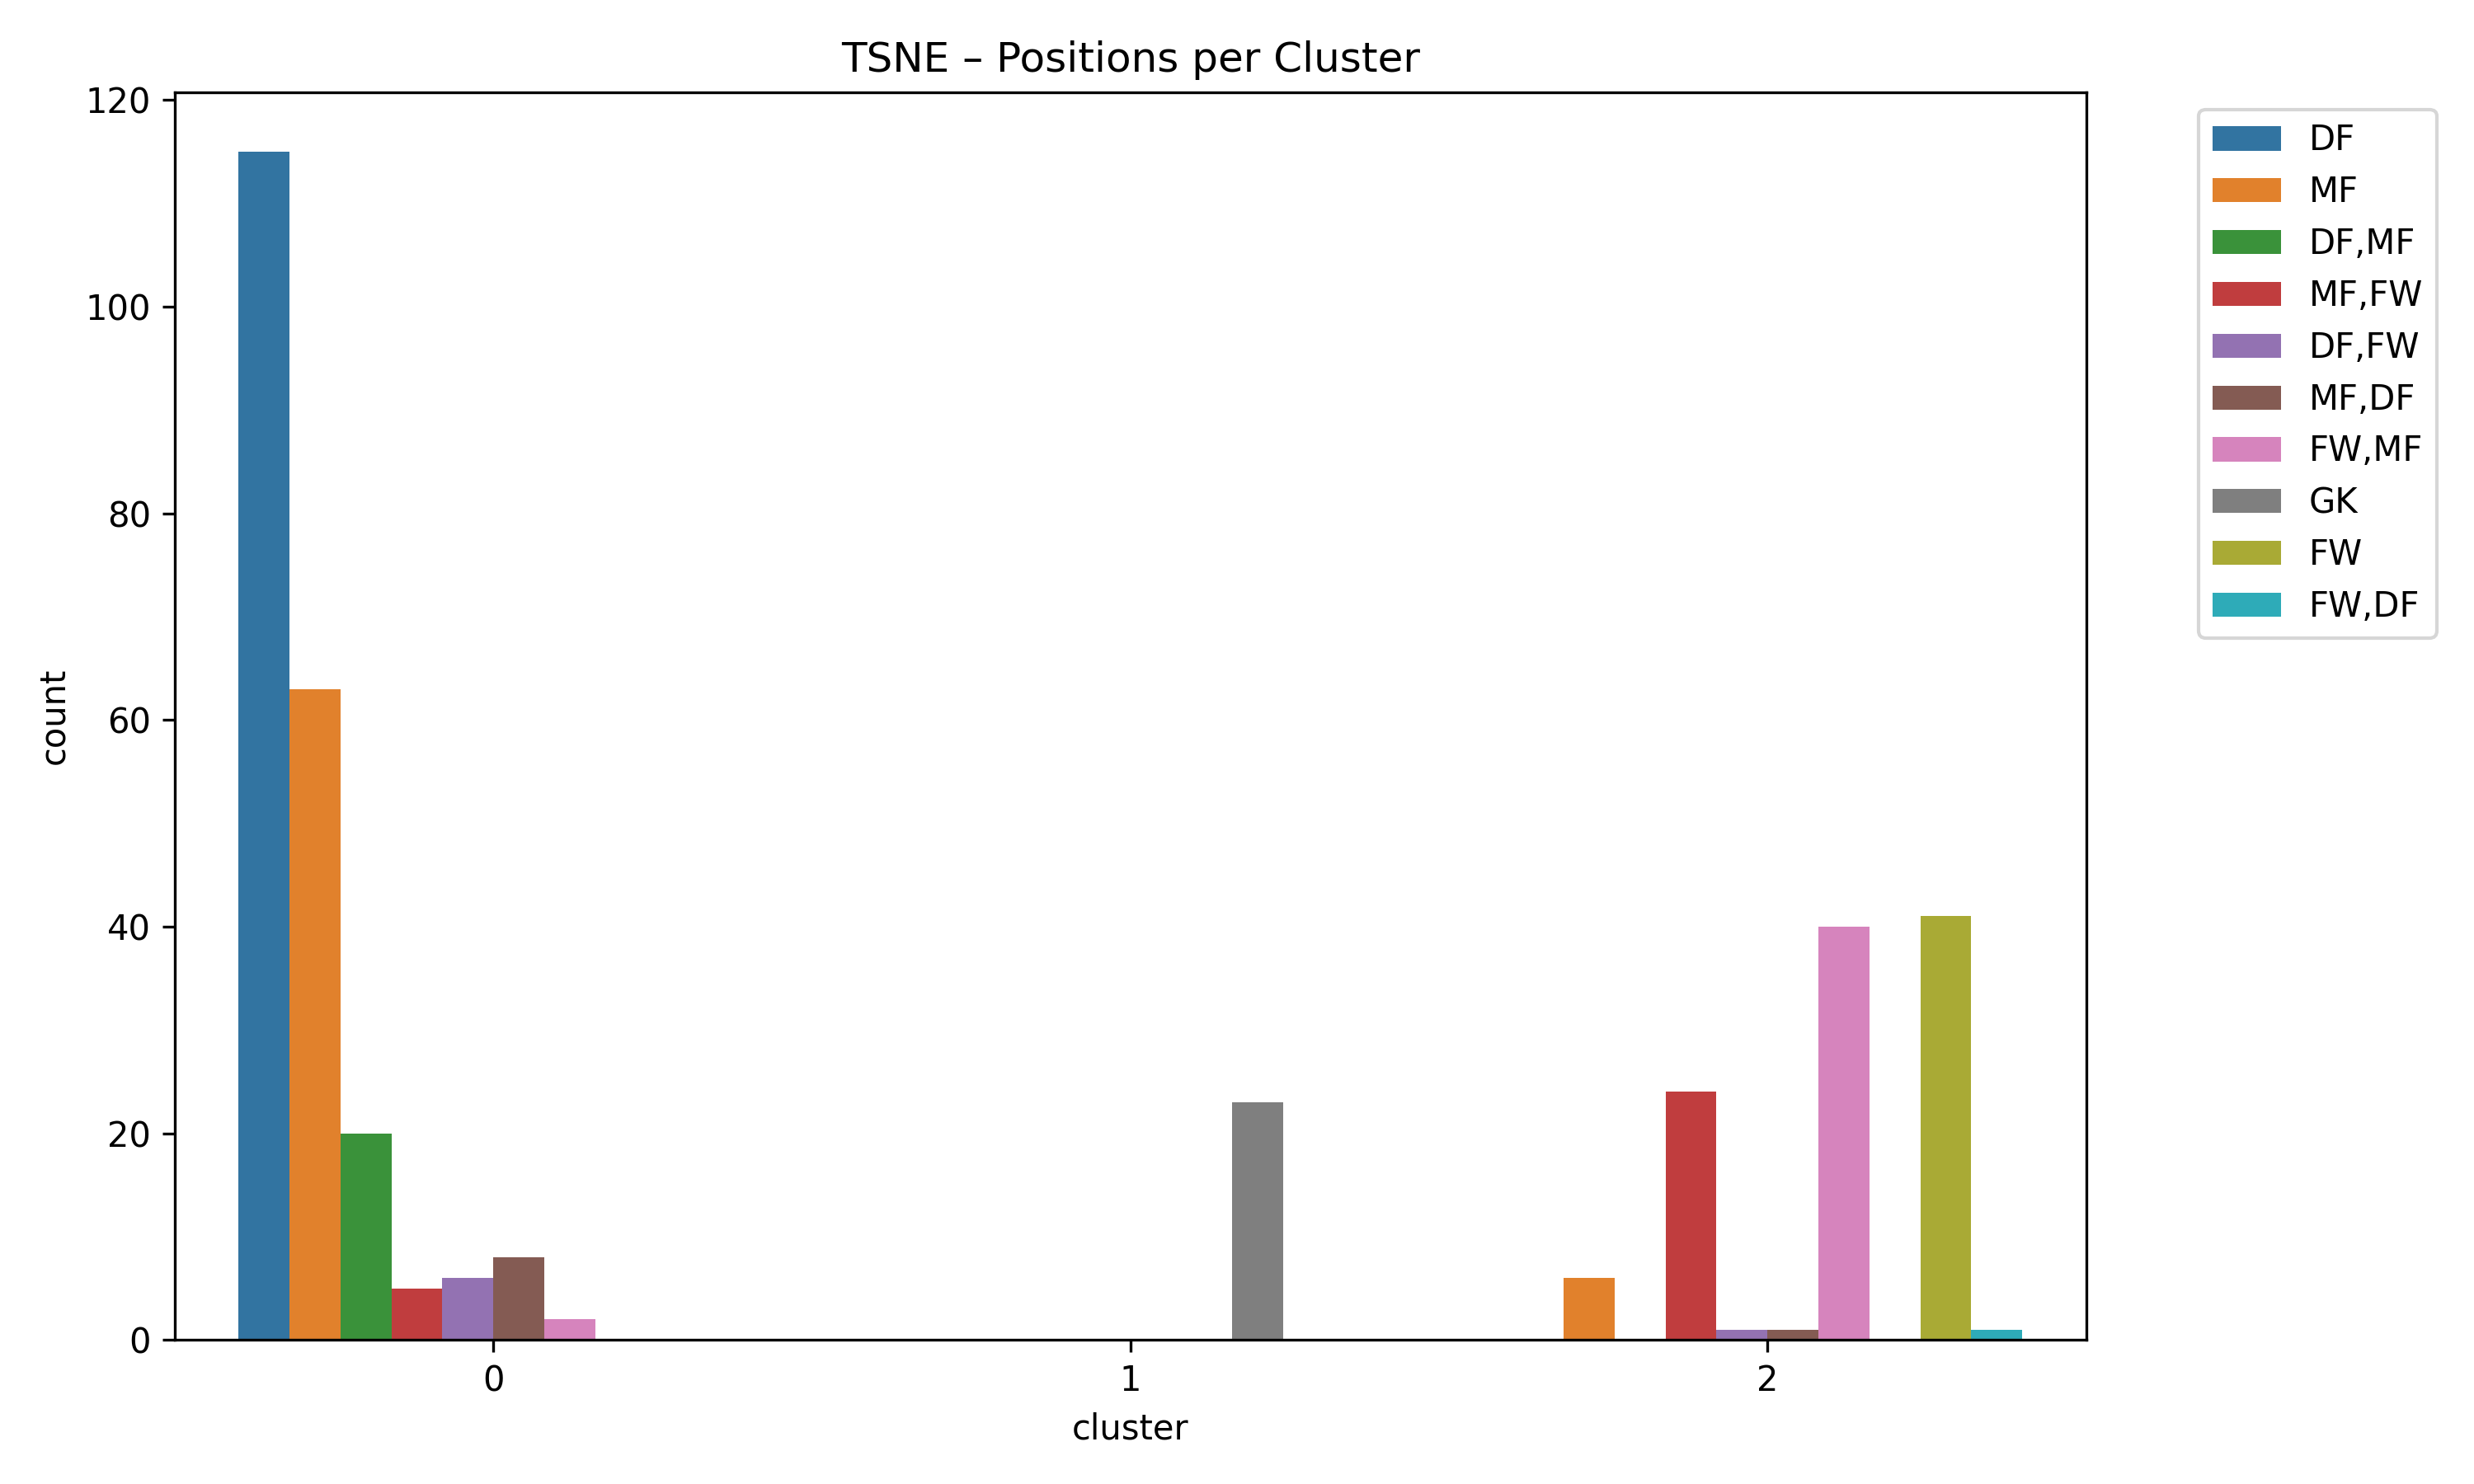 TSNE – Positions per Cluster
120
100
80
60
40
20
0
count
0
1
2
cluster
DF
MF
DF,MF
MF,FW
DF,FW
MF,DF
FW,MF
GK
FW
FW,DF